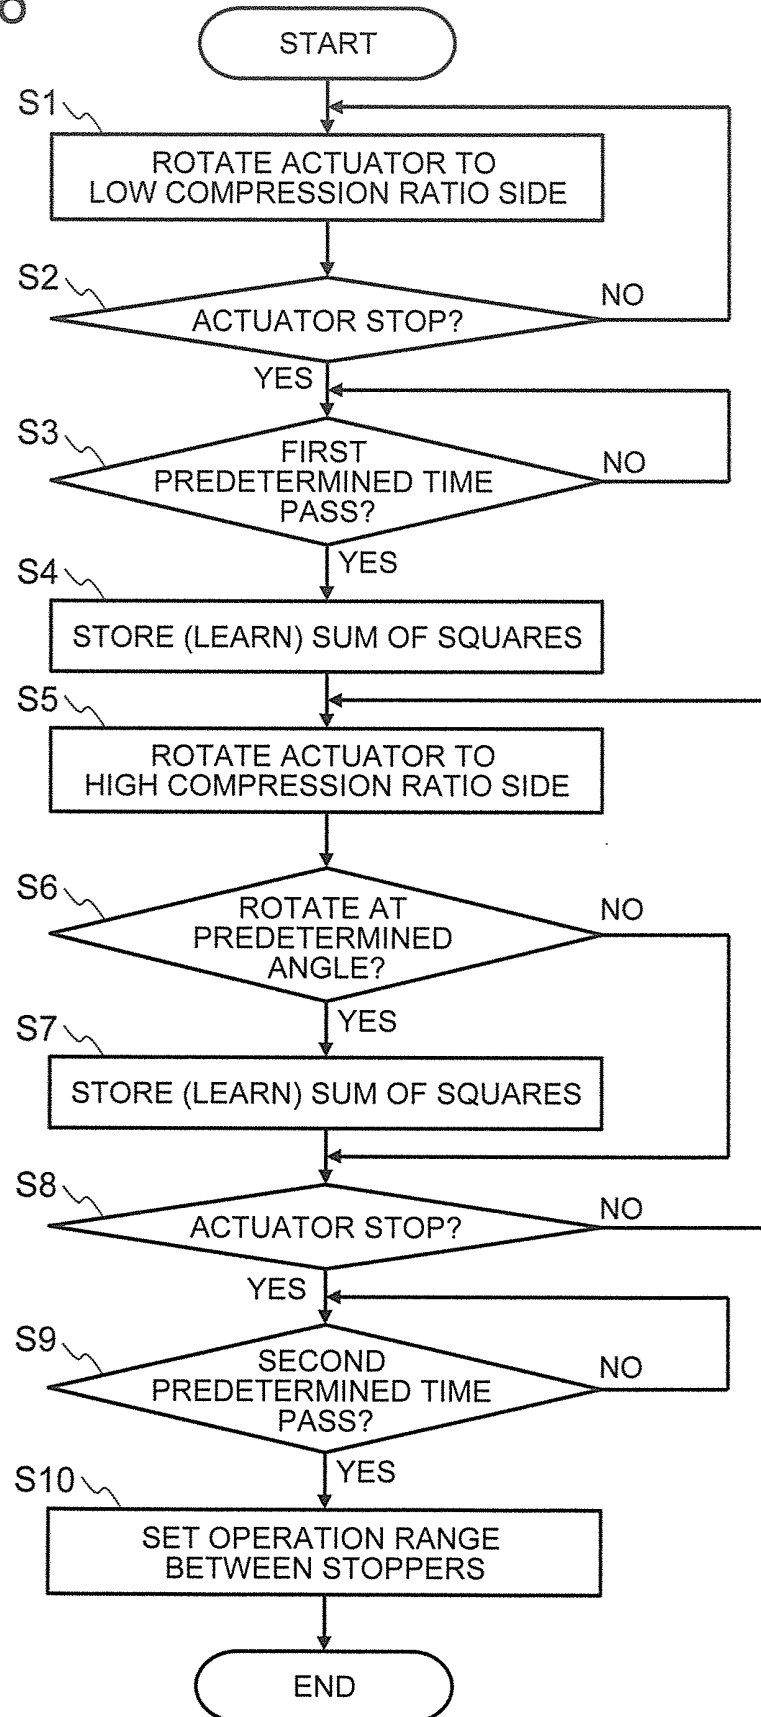 START
S1
ROTATE ACTUATOR TO
LOW COMPRESSION RATIO SIDE
S2
ACTUATOR STOP?
NO
YES
S3
FIRST
PREDETERMINED TIME
PASS?
NO
YES
S4
STORE (LEARN) SUM OF SQUARES
S5
ROTATE ACTUATOR TO
HIGH COMPRESSION RATIO SIDE
S6
ROTATE AT
PREDETERMINED
ANGLE?
NO
YES
S7
STORE (LEARN) SUM OF SQUARES
S8
ACTUATOR STOP?
NO
YES
S9
SECOND
PREDETERMINED TIME
PASS?
NO
YES
S10
SET OPERATION RANGE
BETWEEN STOPPERS
END